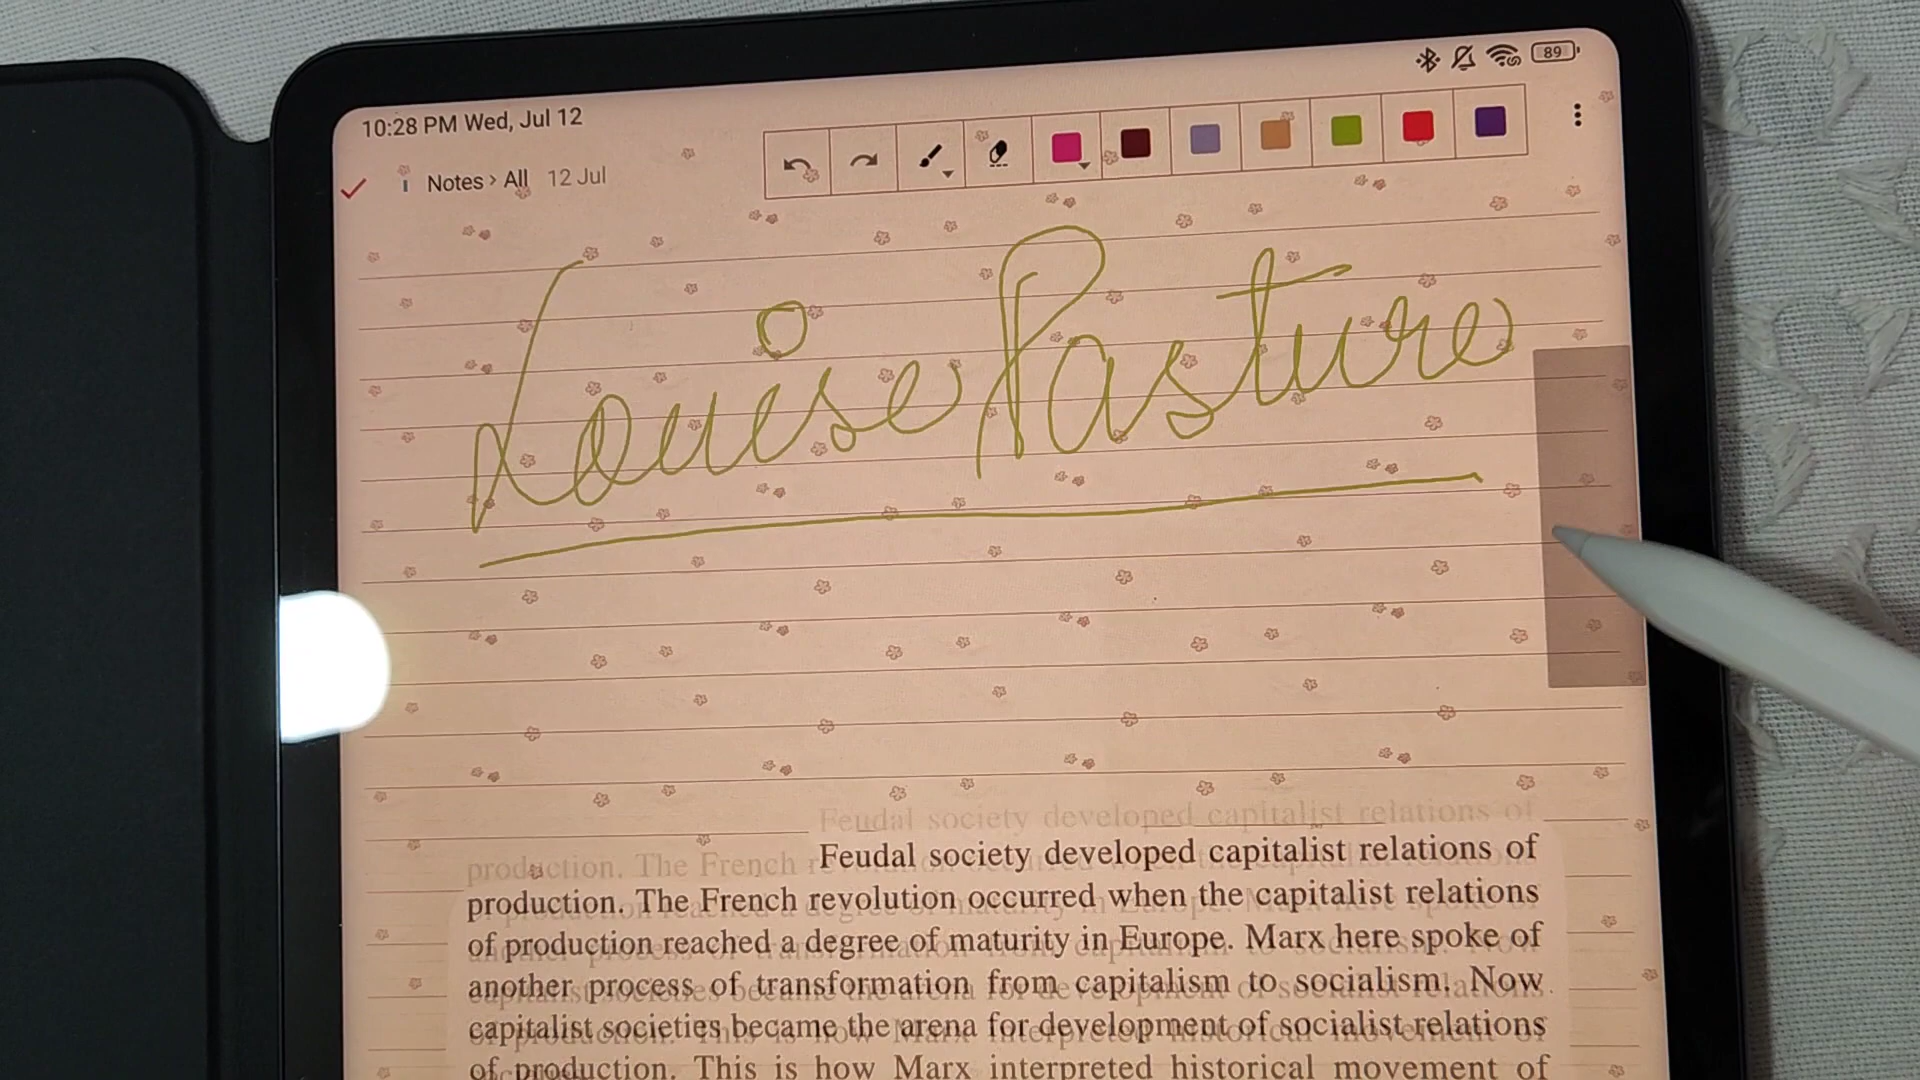 89
10:28 PM Wed, Jul 12
Notes > All 12 Jul
Louise Pasture
Feudal society developed capitalist relations of
production. The French revolution occurred when the capitalist relations
of production reached a degree of maturity in Europe. Marx here spoke of
another process of transformation from capitalism to socialism. Now
capitalist societies became the arena for development of socialist relations
of production. This is how Marx interpreted historical movement of